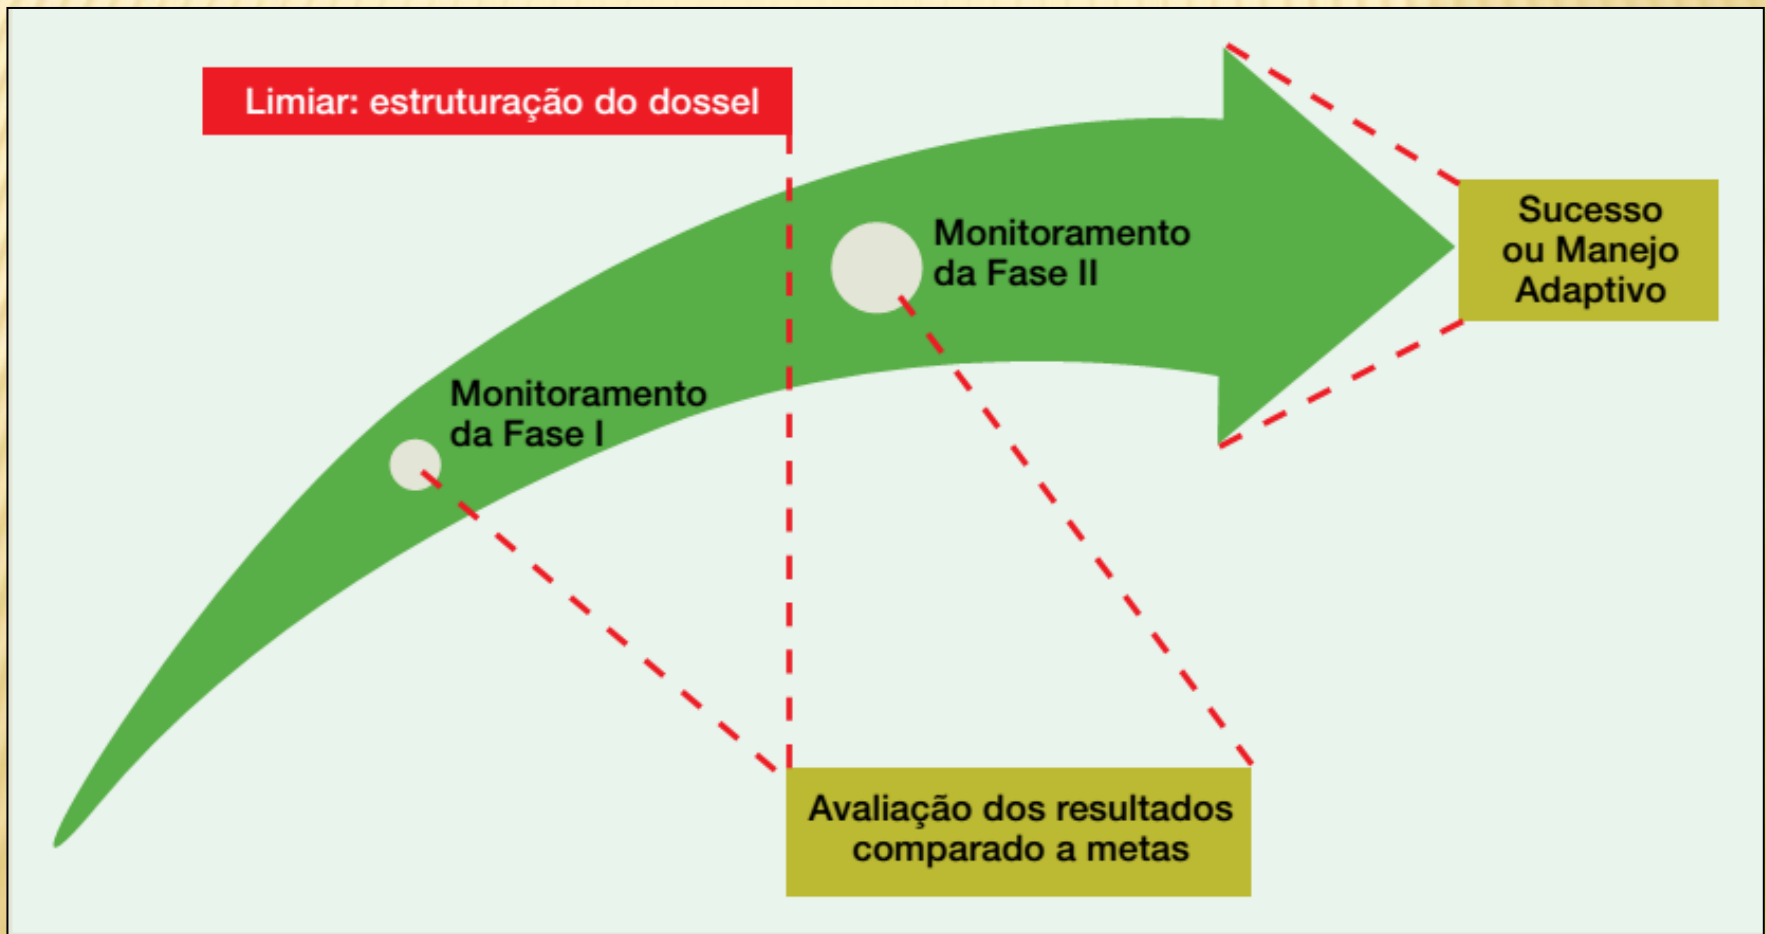 Limiar: estruturação do dossel
Monitoramento
da Fase II
Sucesso
ou Manejo
Adaptivo
Monitoramento
da Fase I
Avaliação dos resultados
comparado a metas